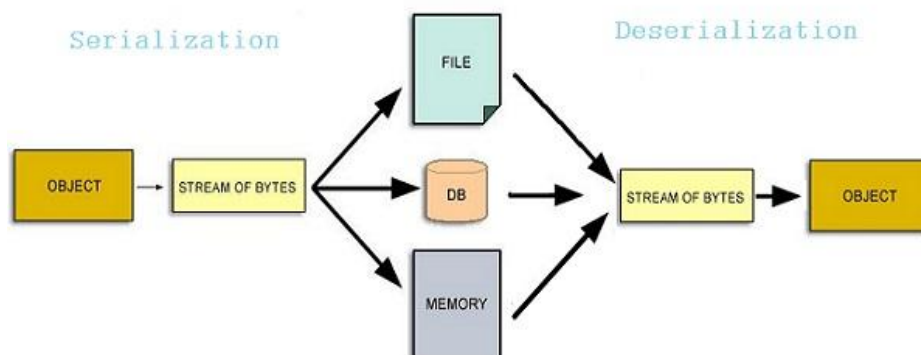 Serialization
Deserialization
FILE
OBJECT
STREAM OF BYTES
DB
STREAM OF BYTES
OBJECT
MEMORY